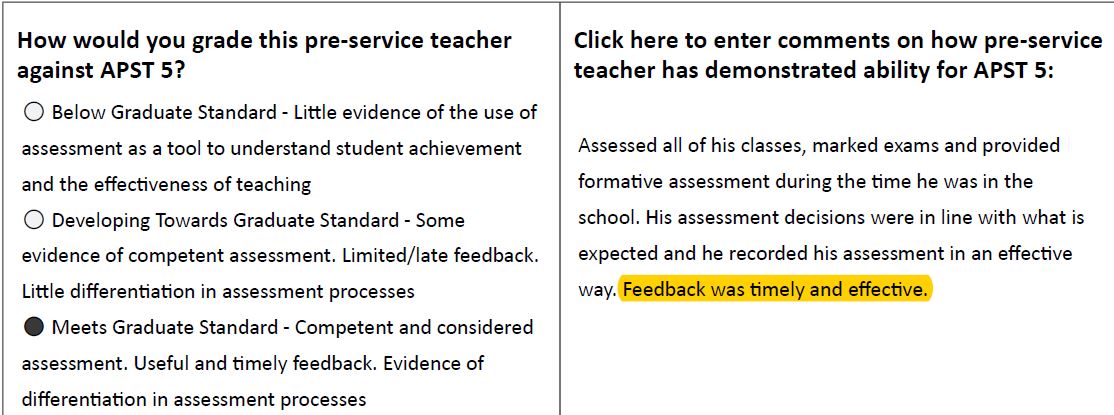 How would you grade this pre-service teacher
against APST 5?
Below Graduate Standard - Little evidence of the use of
assessment as a tool to understand student achievement
and the effectiveness of teaching
Developing Towards Graduate Standard - Some
evidence of competent assessment. Limited/late feedback.
Little differentiation in assessment processes
Meets Graduate Standard - Competent and considered
assessment. Useful and timely feedback. Evidence of
differentiation in assessment processes
Click here to enter comments on how pre-service
teacher has demonstrated ability for APST 5:
Assessed all of his classes, marked exams and provided
formative assessment during the time he was in the
school. His assessment decisions were in line with what is
expected and he recorded his assessment in an effective
way. Feedback was timely and effective.